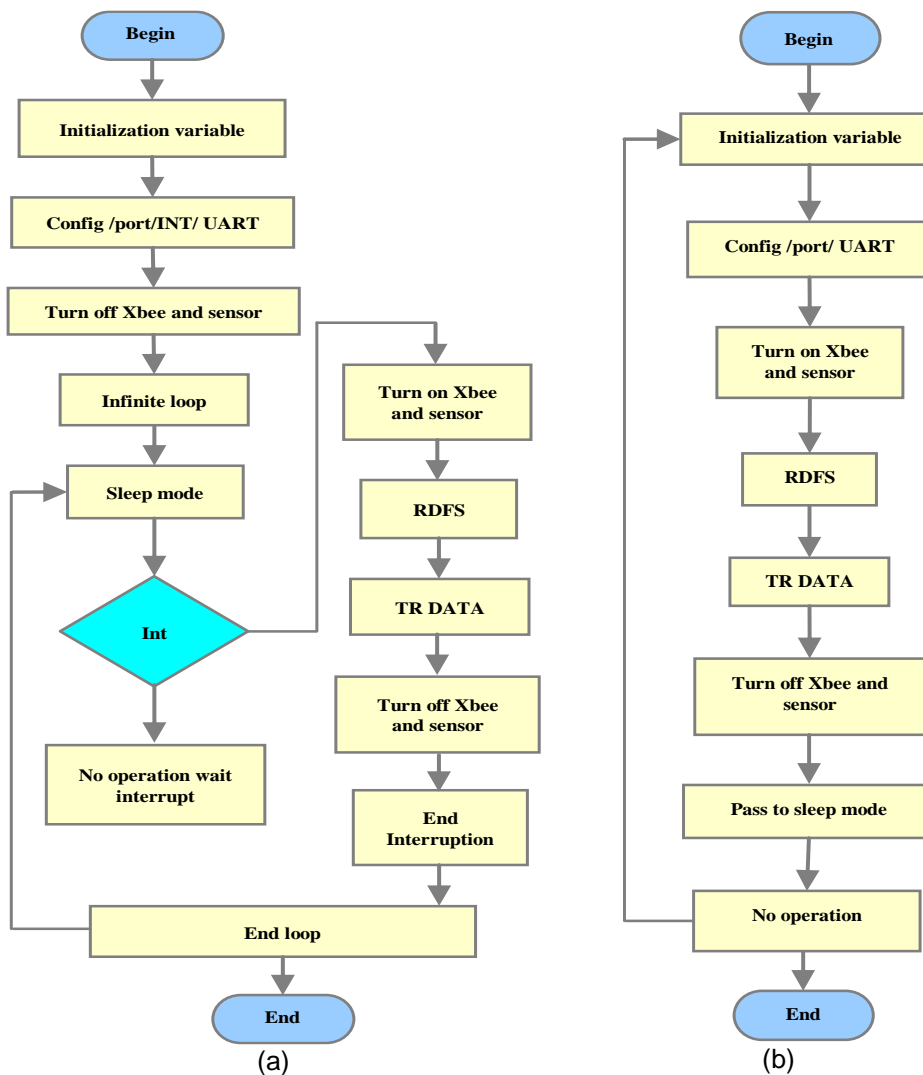 Begin
Initialization variable
Config /port/INT/ UART
Turn off Xbee and sensor
Infinite loop
Sleep mode
Int
No operation wait
interrupt
Turn on Xbee
and sensor
RDFS
TR DATA
Turn off Xbee
and sensor
End
Interruption
End loop
End
(a)
Begin
Initialization variable
Config /port/ UART
Turn on Xbee
and sensor
RDFS
TR DATA
Turn off Xbee and
sensor
Pass to sleep mode
No operation
End
(b)